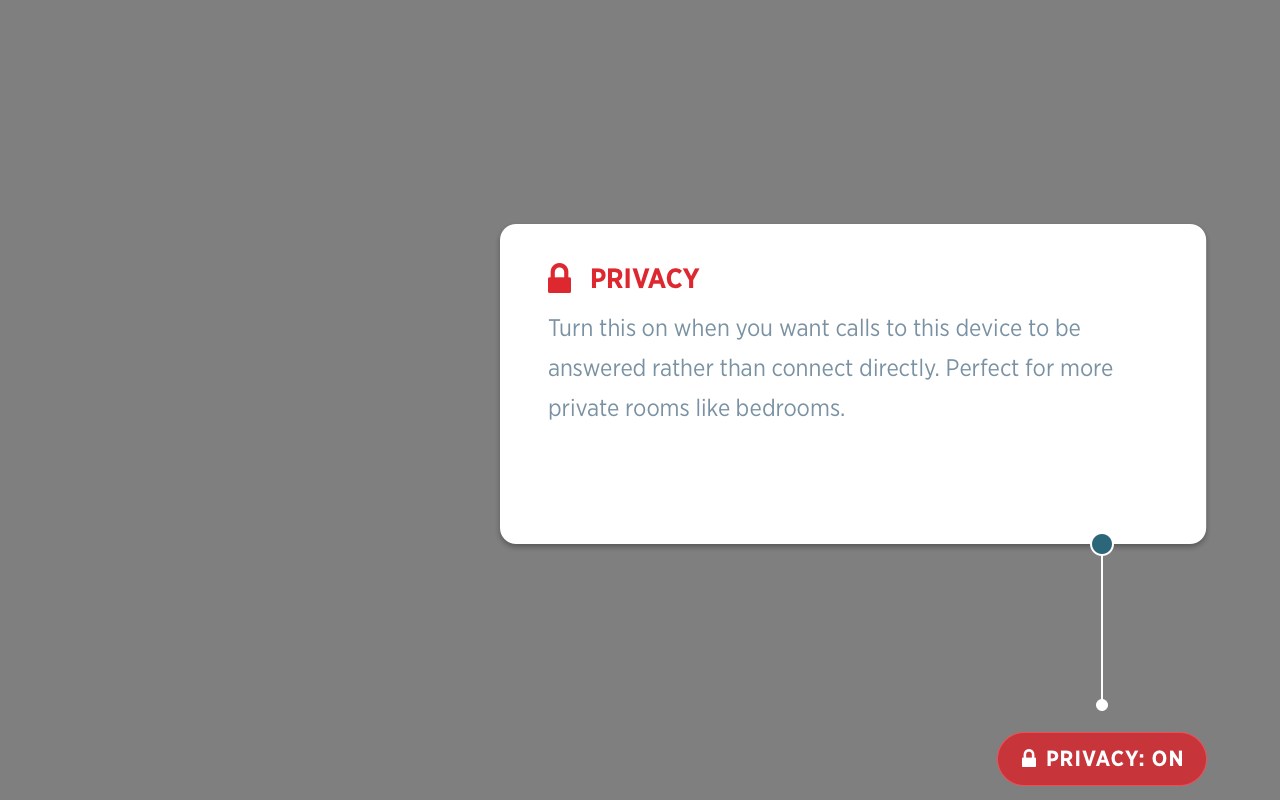 PRIVACY
Turn this on when you want calls to this device to be
answered rather than connect directly. Perfect for more
private rooms like bedrooms.
PRIVACY: ON